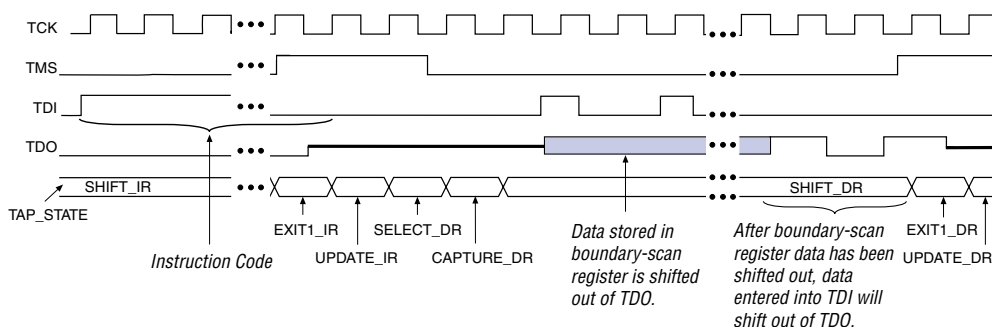 TCK
TMS
TDI
TDO
SHIFT_IR
SHIFT_DR
TAP_STATE
EXIT1_IR
SELECT_DR
Instruction Code
UPDATE_IR
CAPTURE_DR
Data stored in
boundary-scan
register is shifted
out of TDO.
After boundary-scan
register data has been
shifted out, data
entered into TDI will
shift out of TDO.
EXIT1_DR
UPDATE_DR